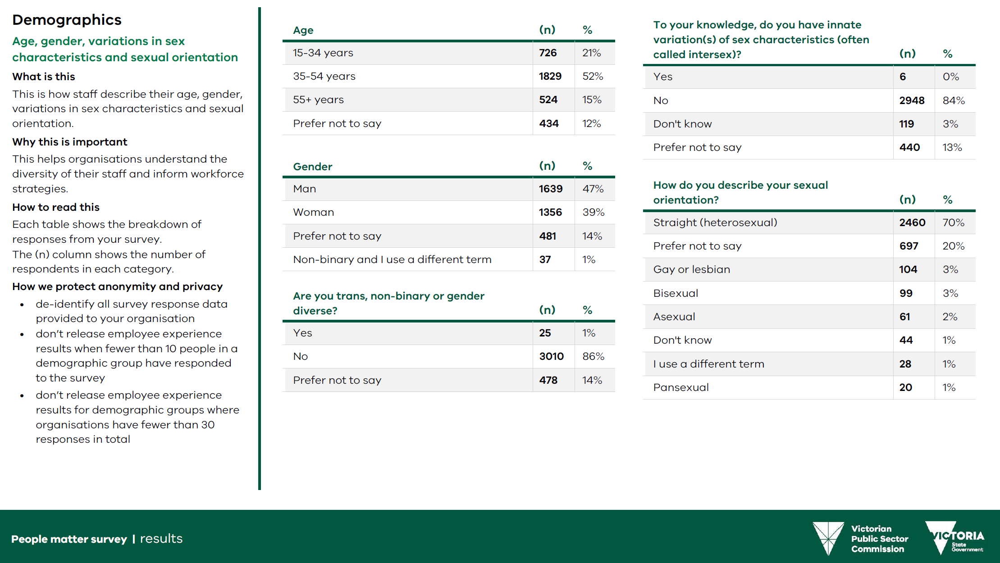 Demographics
Age, gender, variations in sex
characteristics and sexual orientation
What is this
This is how staff describe their age, gender,
variations in sex characteristics and sexual
orientation.
Why this is important
This helps organisations understand the
diversity of their staff and inform workforce
strategies.
How to read this
Each table shows the breakdown of
responses from your survey.
The (n) column shows the number of
respondents in each category.
How we protect anonymity and privacy
• de-identify all survey response data
provided to your organisation
• don’t release employee experience
results when fewer than 10 people in a
demographic group have responded
to the survey
• don’t release employee experience
results for demographic groups where
organisations have fewer than 30
responses in total
Age (n) %
15-34 years 726 21%
35-54 years 1829 52%
55+ years 524 15%
Prefer not to say 434 12%
Gender (n) %
Man 1639 47%
Woman 1356 39%
Prefer not to say 481 14%
Non-binary and I use a different term 37 1%
Are you trans, non-binary or gender
diverse? (n) %
Yes 25 1%
No 3010 86%
Prefer not to say 478 14%
To your knowledge, do you have innate
variation(s) of sex characteristics (often
called intersex)? (n) %
Yes 6 0%
No 2948 84%
Don't know 119 3%
Prefer not to say 440 13%
How do you describe your sexual
orientation? (n) %
Straight (heterosexual) 2460 70%
Prefer not to say 697 20%
Gay or lesbian 104 3%
Bisexual 99 3%
Asexual 61 2%
Don't know 44 1%
I use a different term 28 1%
Pansexual 20 1%
People matter survey | results
Victorian
Public Sector
Commission
VICTORIA
State
Government